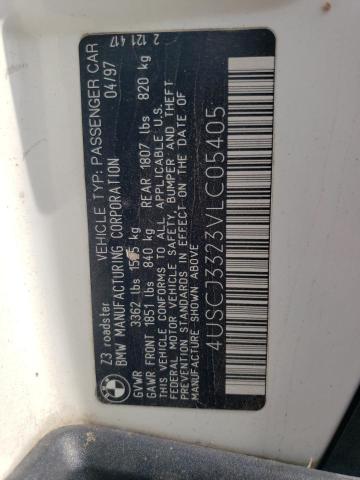 Z3 roadster VEHICLE TYP: PASSENGER CAR
BMW MANUFACTURING CORPORATION 04/97
GVWR 3362 lbs kg
GAWR FRONT 1851 lbs 840 kg REAR 1807 lbs 820 kg
THIS VEHICLE CONFORMS TO ALL APPLICABLE U.S.
FEDERAL MOTOR VEHICLE SAFETY, BUMPER AND THEFT
PREVENTION STANDARDS IN EFFECT ON THE DATE OF
MANUFACTURE SHOWN ABOVE
4USCJ3323VLC05405
2 121 417